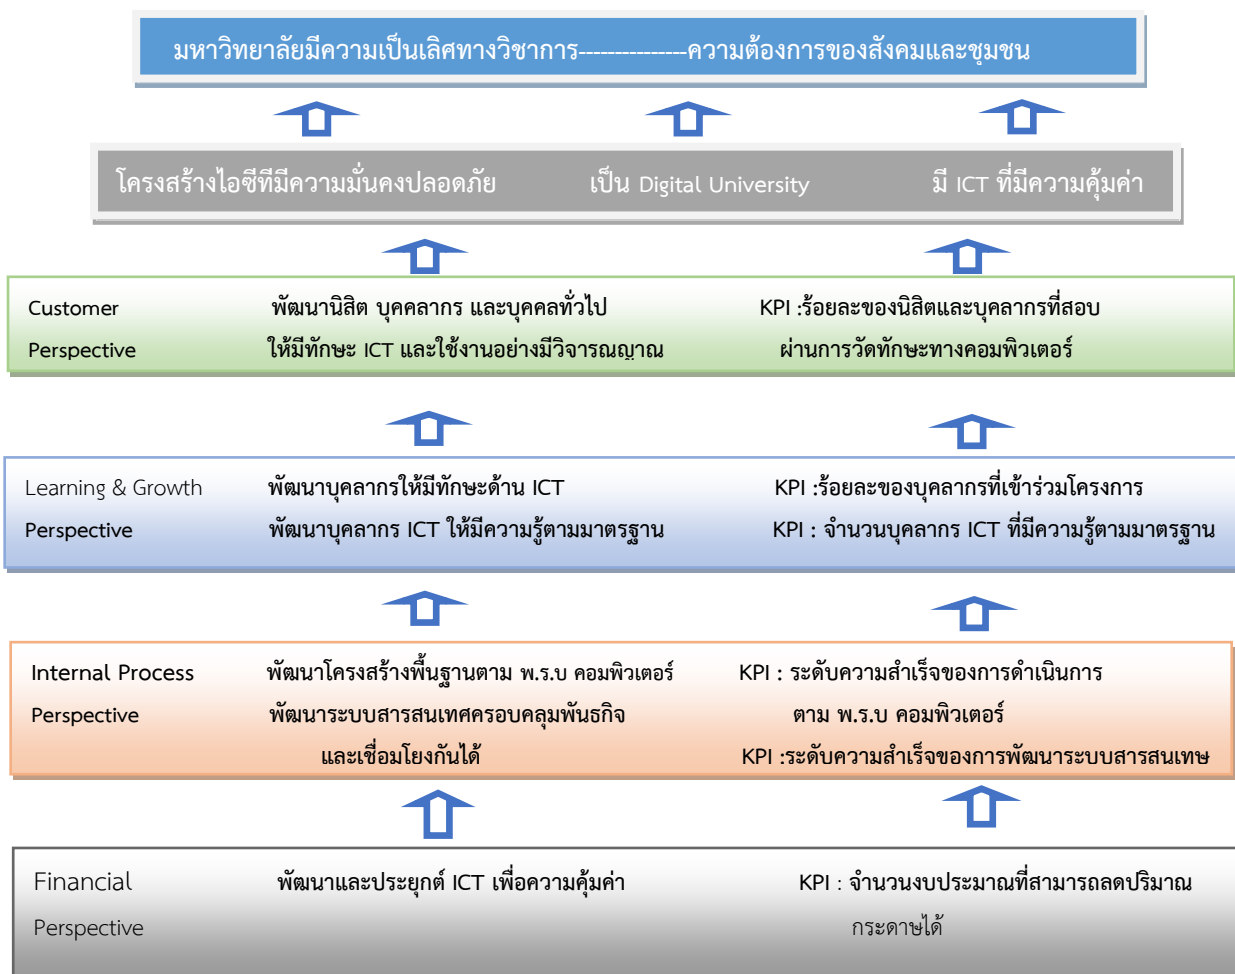 มหาวิทยาลัยมีความเป็นเลิศทางวิชาการ---------------ความต้องการของสังคมและชุมชน
โครงสร้างไอซีทีมีความมั่นคงปลอดภัย เป็น Digital University มี ICT ที่มีความคุ้มค่า
Customer พัฒนานิสิต บุคคลากร และบุคคลทั่วไป KPI :ร้อยละของนิสิตและบุคลากรที่สอบ
Perspective ให้มีทักษะ ICT และใช้งานอย่างมีวิจารณญาณ ผ่านการวัดทักษะทางคอมพิวเตอร์
Learning & Growth พัฒนาบุคลากรให้มีทักษะด้าน ICT KPI :ร้อยละของบุคลากรที่เข้าร่วมโครงการ
Perspective พัฒนาบุคลากร ICT ให้มีความรู้ตามมาตรฐาน KPI : จำนวนบุคลากร ICT ที่มีความรู้ตามมาตรฐาน
Internal Process พัฒนาโครงสร้างพื้นฐานตาม พ.ร.บ คอมพิวเตอร์ KPI : ระดับความสำเร็จของการดำเนินการ
Perspective พัฒนาระบบสารสนเทศครอบคลุมพันธกิจ ตาม พ.ร.บ คอมพิวเตอร์
และเชื่อมโยงกันได้ KPI :ระดับความสำเร็จของการพัฒนาระบบสารสนเทษ
Financial พัฒนาและประยุกต์ ICT เพื่อความคุ้มค่า KPI : จำนวนงบประมาณที่สามารถลดปริมาณ
Perspective กระดาษได้